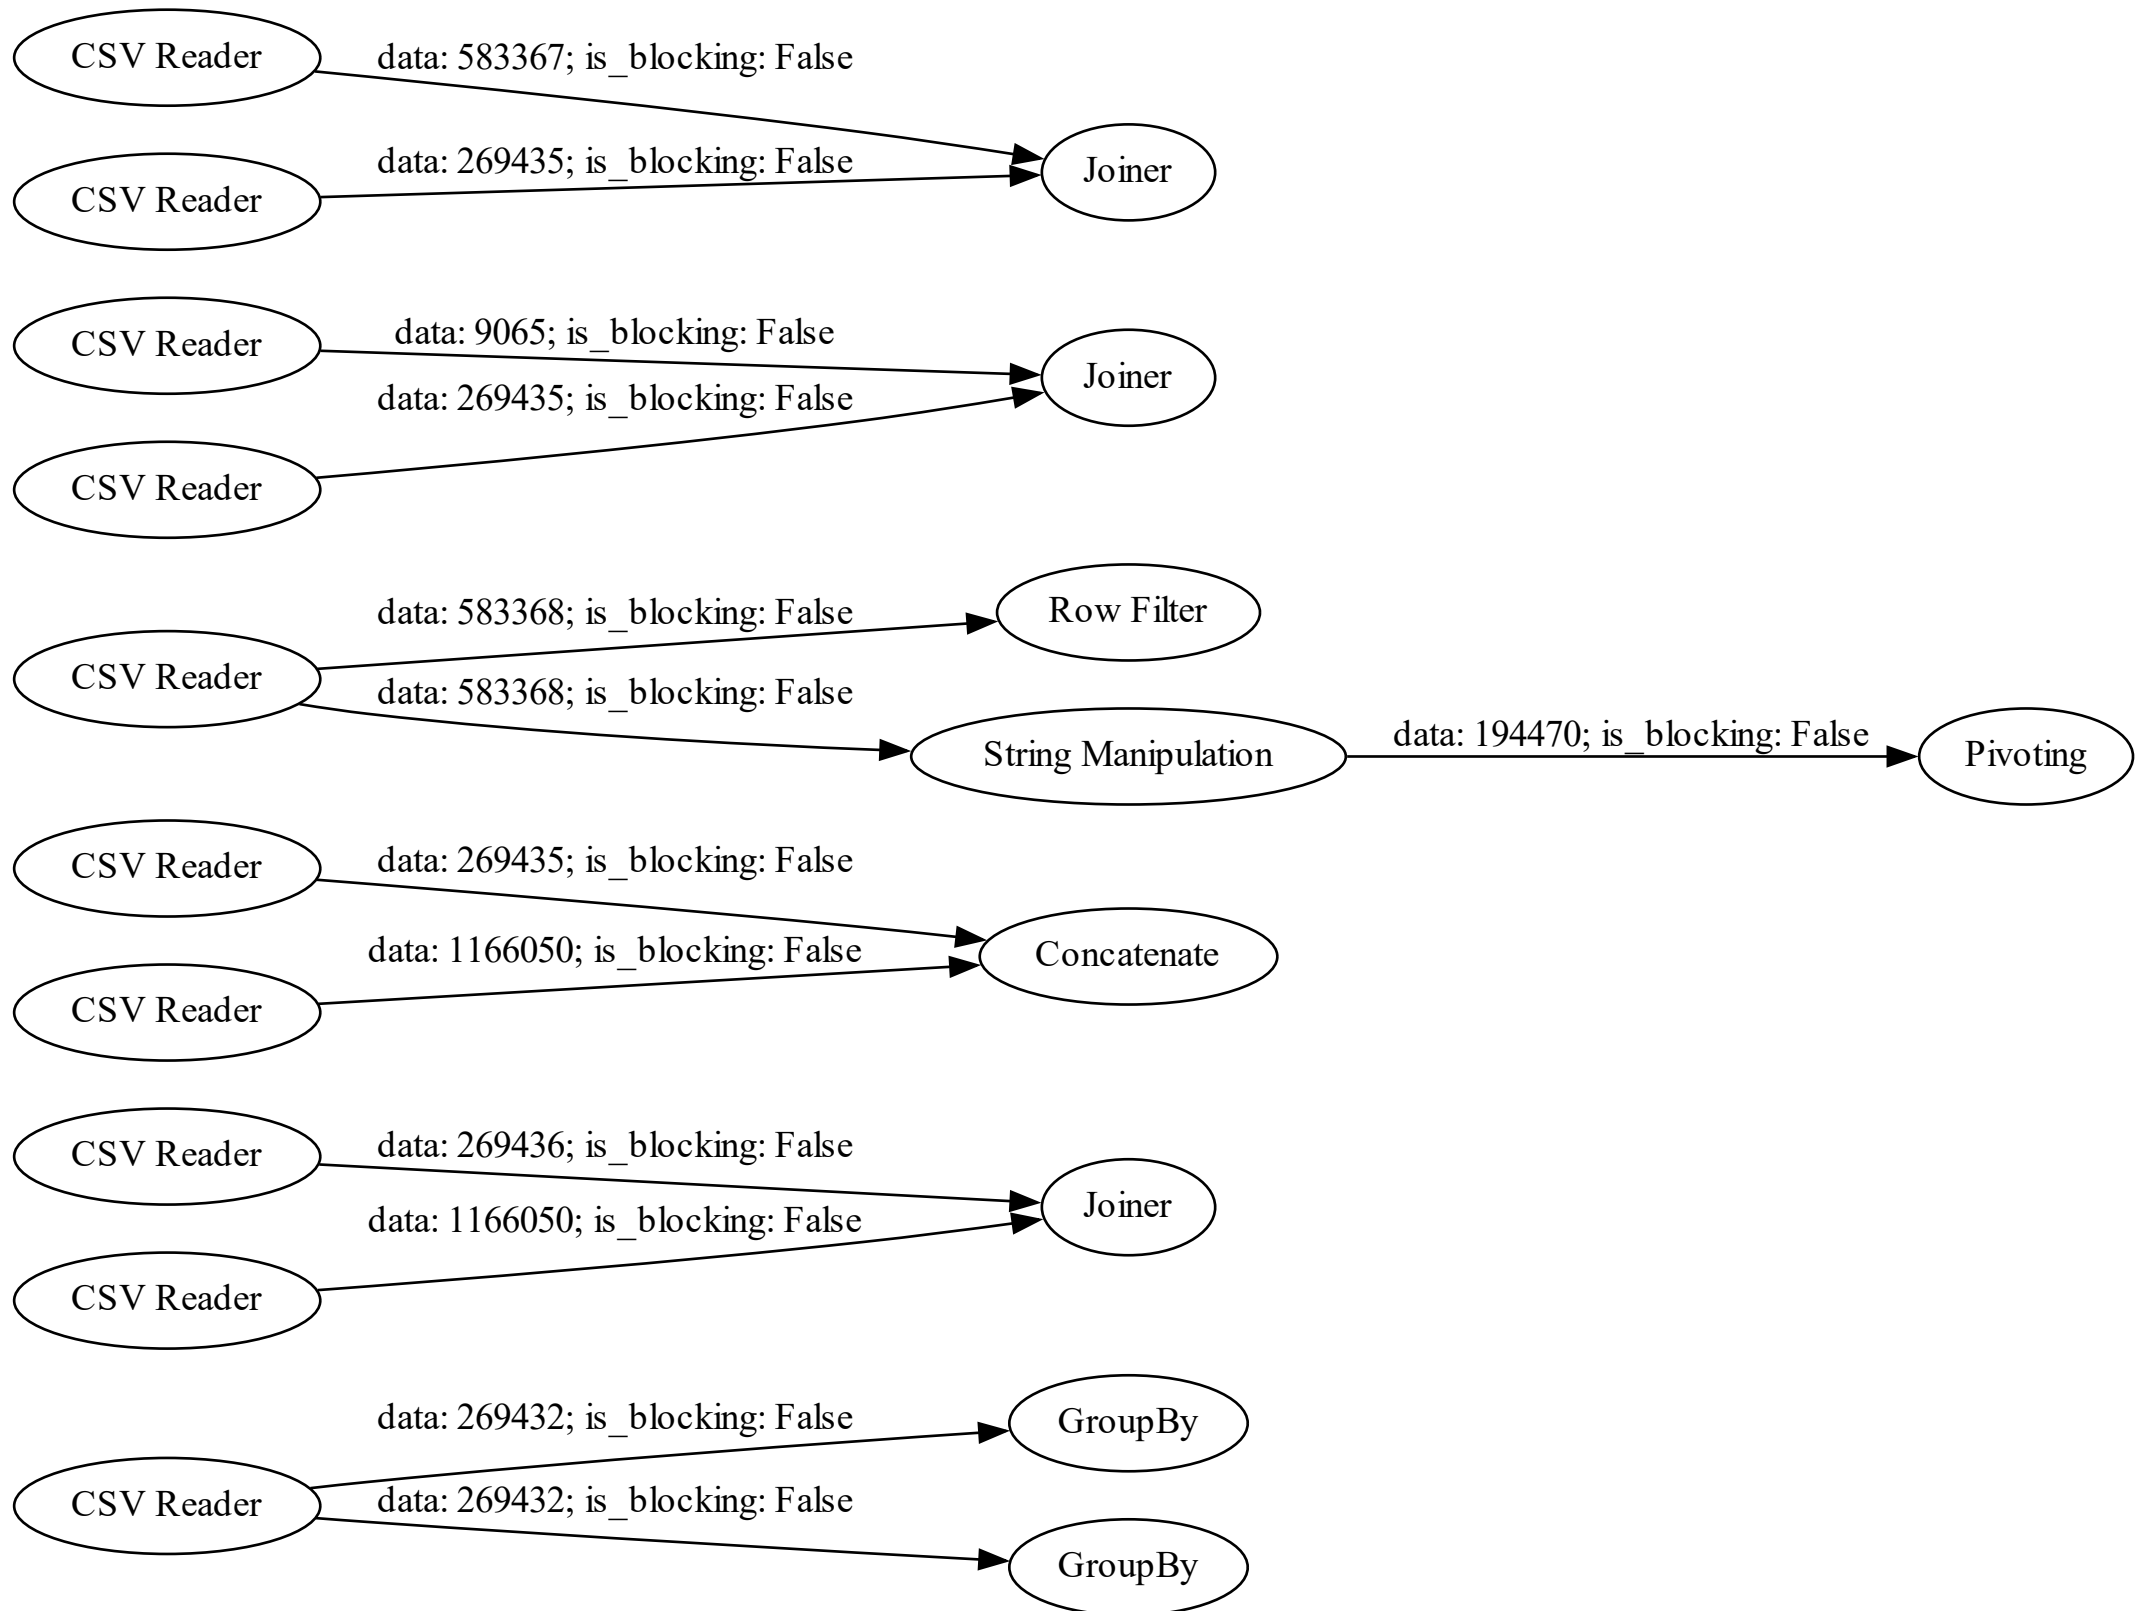 CSV Reader
data: 583367; is_blocking: False
CSV Reader
data: 269435; is_blocking: False
Joiner
CSV Reader
data: 9065; is_blocking: False
CSV Reader
data: 269435; is_blocking: False
Joiner
CSV Reader
data: 583368; is_blocking: False
Row Filter
data: 583368; is_blocking: False
String Manipulation
data: 194470; is_blocking: False
Pivoting
CSV Reader
data: 269435; is_blocking: False
CSV Reader
data: 1166050; is_blocking: False
Concatenate
CSV Reader
data: 269436; is_blocking: False
CSV Reader
data: 1166050; is_blocking: False
Joiner
CSV Reader
data: 269432; is_blocking: False
GroupBy
data: 269432; is_blocking: False
GroupBy